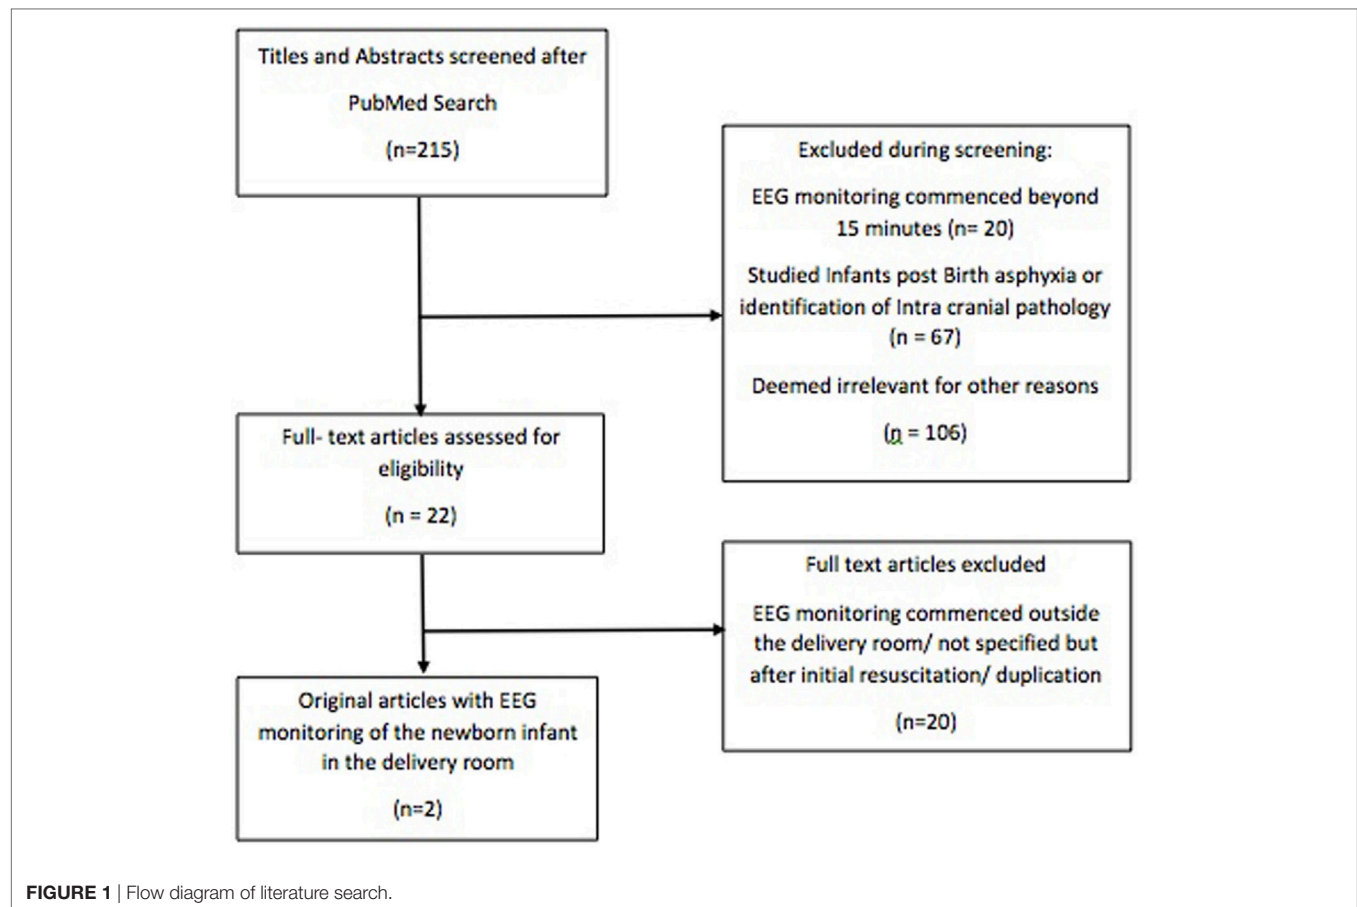 Titles and Abstracts screened after
PubMed Search
(n=215)
Excluded during screening:
EEG monitoring commenced beyond
15 minutes (n= 20)
Studied Infants post Birth asphyxia or
identification of Intra cranial pathology
(n = 67)
Deemed irrelevant for other reasons
(n = 106)
Full- text articles assessed for
eligibility
(n = 22)
Full text articles excluded
EEG monitoring commenced outside
the delivery room/ not specified but
after initial resuscitation/ duplication
(n=20)
Original articles with EEG
monitoring of the newborn infant
in the delivery room
(n=2)
FIGURE 1 | Flow diagram of literature search.